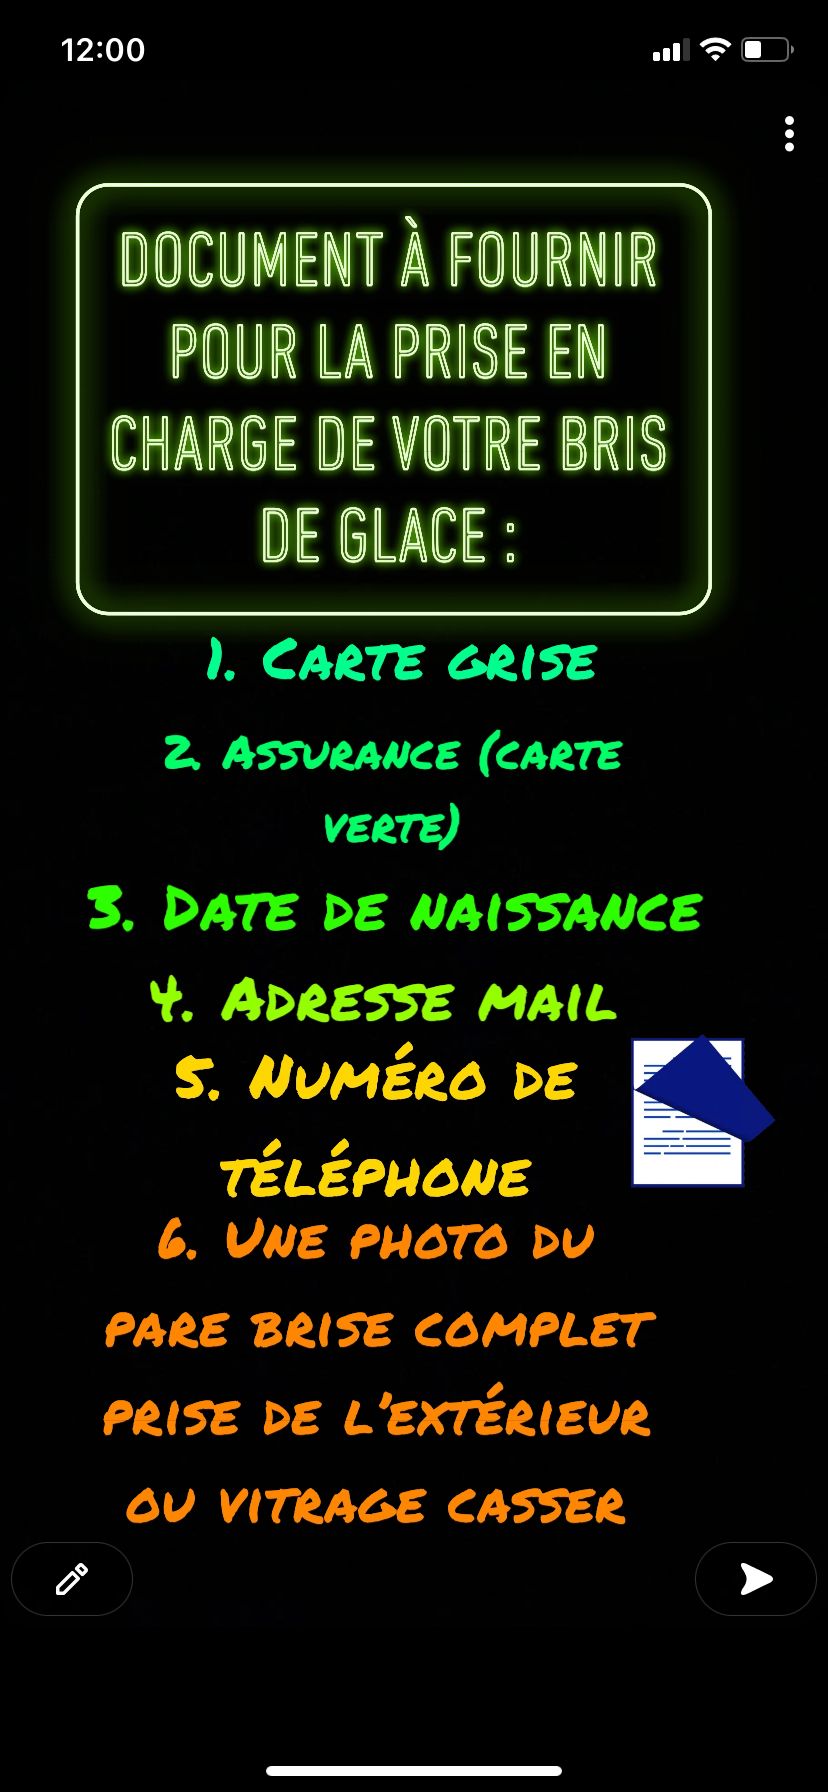 12:00
DOCUMENT À FOURNIR
POUR LA PRISE EN
CHARGE DE VOTRE BRIS
DE GLACE :
1. CARTE GRISE
2. ASSURANCE (CARTE
VERTE)
3. DATE DE NAISSANCE
4. ADRESSE MAIL
5. NUMÉRO DE
TÉLÉPHONE
6. UNE PHOTO DU
PARE BRISE COMPLET
PRISE DE L'EXTÉRIEUR
OU VITRAGE CASSER